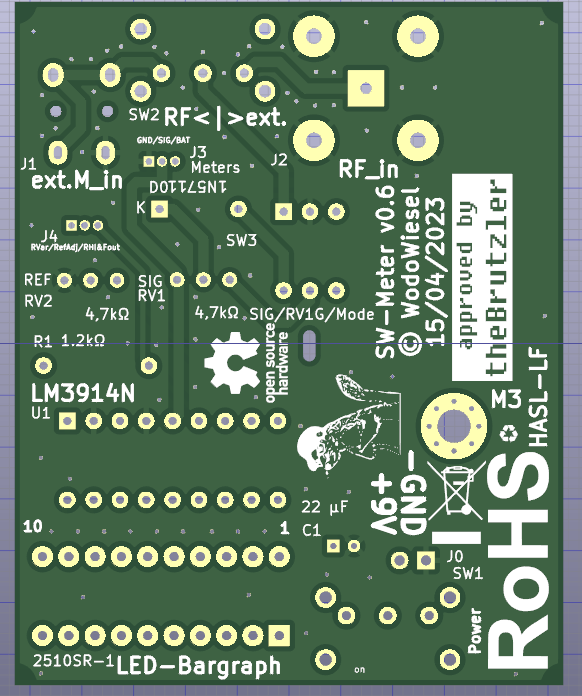 SW2
RF<|>ext.
GND/SIG/BAT
J1
J3
Meters
J2
ext.M_in
RF_in
1N5711OD
K
SW3
J4
RVar/RefAdj/RHI&Fout
REF
RV2
SIG
RV1
4,7kΩ
4,7kΩ
SIG/RV1G/Mode
SW-Meter v0.6
© WodoWiesel
15/04/2023
approved by
theBrutzler
R1
1.2kΩ
open source
hardware
LM3914N
U1
M3
HASL-LF
RoHS
-GND
+9V
22 µF
C1
10
1
J0
SW1
Power
on
2510SR-1
LED-Bargraph